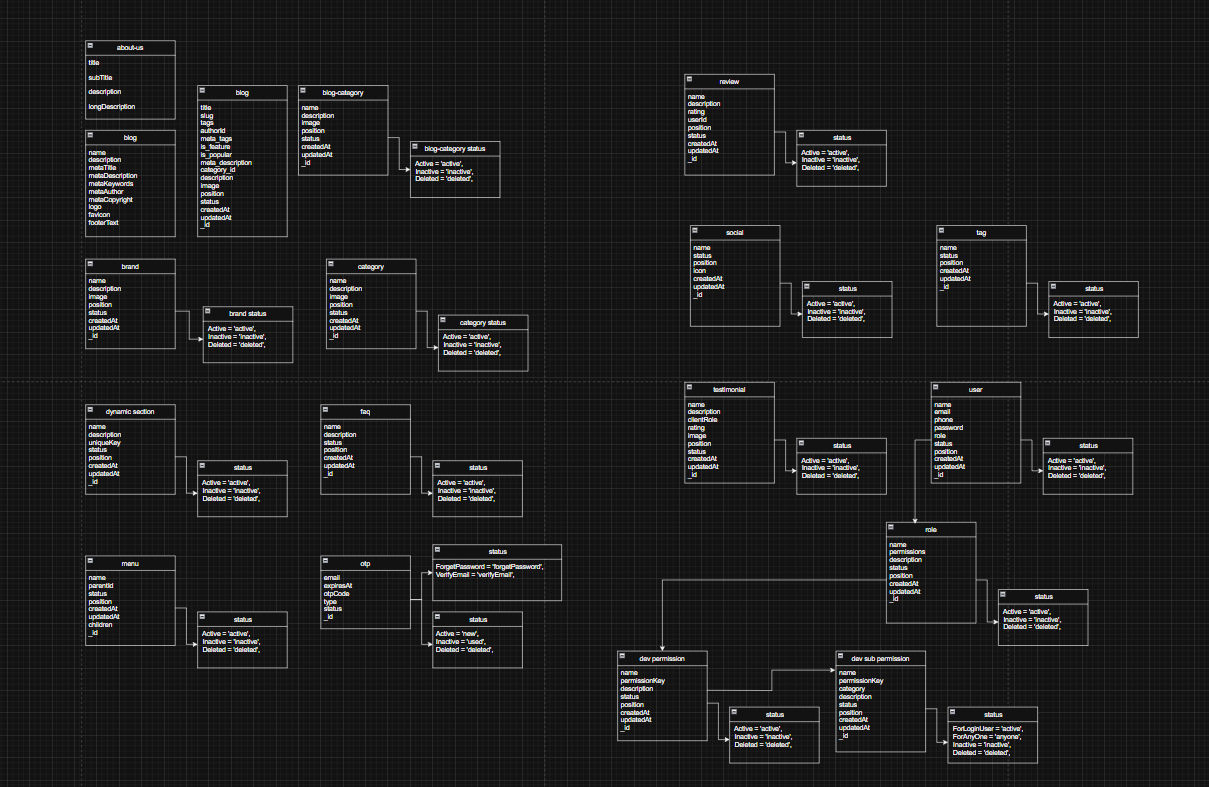 about-us
title
subTitle
description
longDescription
blog
name
description
metaTitle
metaDescription
metaKeywords
metaAuthor
metaCopyright
logo
favicon
footerText
blog
title
slug
tags
authorId
meta_tags
is_feature
is_popular
meta_description
category_id
description
image
position
status
createdAt
updatedAt
_id
blog-category
name
description
image
position
status
createdAt
updatedAt
_id
blog-category status
Active = 'active',
Inactive = 'inactive',
Deleted = 'deleted',
brand
name
description
image
position
status
createdAt
updatedAt
_id
brand status
Active = 'active',
Inactive = 'inactive',
Deleted = 'deleted',
category
name
description
image
position
status
createdAt
updatedAt
_id
category status
Active = 'active',
Inactive = 'inactive',
Deleted = 'deleted',
dynamic section
name
description
uniqueKey
status
position
createdAt
updatedAt
_id
status
Active = 'active',
Inactive = 'inactive',
Deleted = 'deleted',
faq
name
description
status
position
createdAt
updatedAt
_id
status
Active = 'active',
Inactive = 'inactive',
Deleted = 'deleted',
menu
name
parentId
status
position
createdAt
updatedAt
children
_id
status
Active = 'active',
Inactive = 'inactive',
Deleted = 'deleted',
otp
email
expiresAt
otpCode
type
status
_id
status
ForgetPassword = 'forgetPassword',
VerifyEmail = 'verifyEmail',
status
Active = 'new',
Inactive = 'used',
Deleted = 'deleted',
review
name
description
rating
userId
position
status
createdAt
updatedAt
_id
status
Active = 'active',
Inactive = 'inactive',
Deleted = 'deleted',
social
name
status
position
icon
createdAt
updatedAt
_id
status
Active = 'active',
Inactive = 'inactive',
Deleted = 'deleted',
tag
name
status
position
createdAt
updatedAt
_id
status
Active = 'active',
Inactive = 'inactive',
Deleted = 'deleted',
testimonial
name
description
clientRole
rating
image
position
status
createdAt
updatedAt
_id
status
Active = 'active',
Inactive = 'inactive',
Deleted = 'deleted',
user
name
email
phone
password
role
status
position
createdAt
updatedAt
_id
status
Active = 'active',
Inactive = 'inactive',
Deleted = 'deleted',
role
name
permissions
description
status
position
createdAt
updatedAt
_id
status
Active = 'active',
Inactive = 'inactive',
Deleted = 'deleted',
dev permission
name
permissionKey
description
status
position
createdAt
updatedAt
_id
status
Active = 'active',
Inactive = 'inactive',
Deleted = 'deleted',
dev sub permission
name
permissionKey
category
description
status
position
createdAt
updatedAt
_id
status
ForLoginUser = 'active',
ForAnyOne = 'anyone',
Inactive = 'inactive',
Deleted = 'deleted',